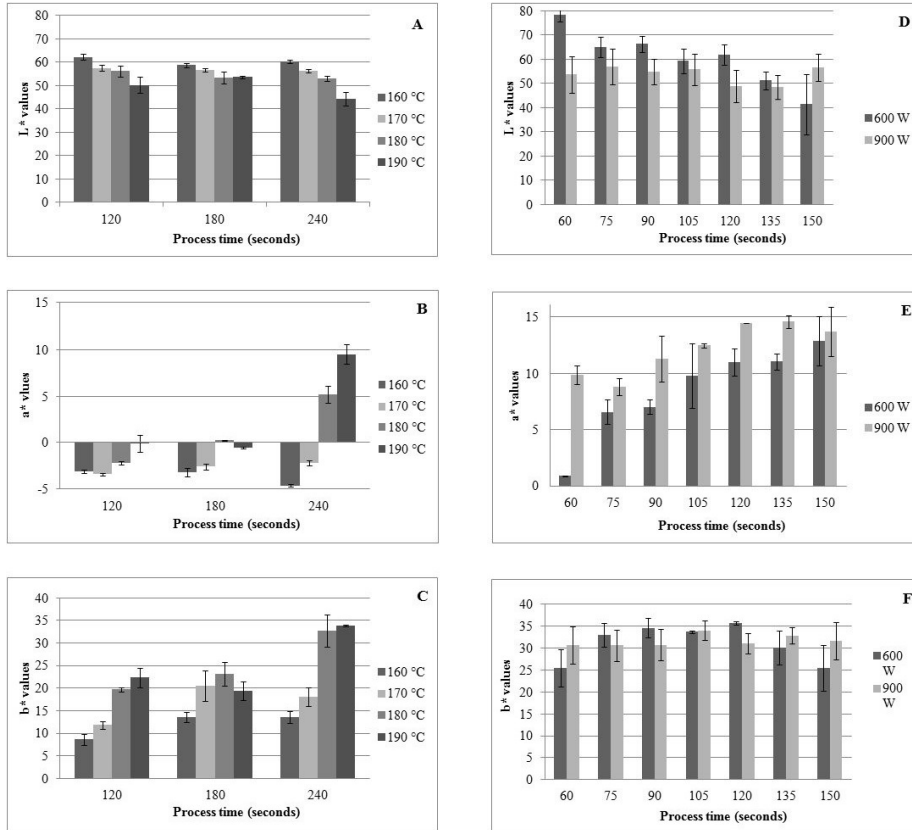 A
80
70
60
50
40
30
20
10
0
L* values
120 180 240
Process time (seconds)
160 °C
170 °C
180 °C
190 °C
D
80
70
60
50
40
30
20
10
0
L* values
60 75 90 105 120 135 150
Process time (seconds)
600 W
900 W
B
15
10
5
0
-5
a* vlues
120 180 240
Process time (seconds)
160 °C
170 °C
180 °C
190 °C
E
15
10
5
0
a* values
60 75 90 105 120 135 150
Process time (seconds)
600 W
900 W
C
40
35
30
25
20
15
10
5
0
b* values
120 180 240
Process time (seconds)
160 °C
170 °C
180 °C
190 °C
F
40
35
30
25
20
15
10
5
0
b* values
60 75 90 105 120 135 150
Process time (seconds)
600
W
900
W